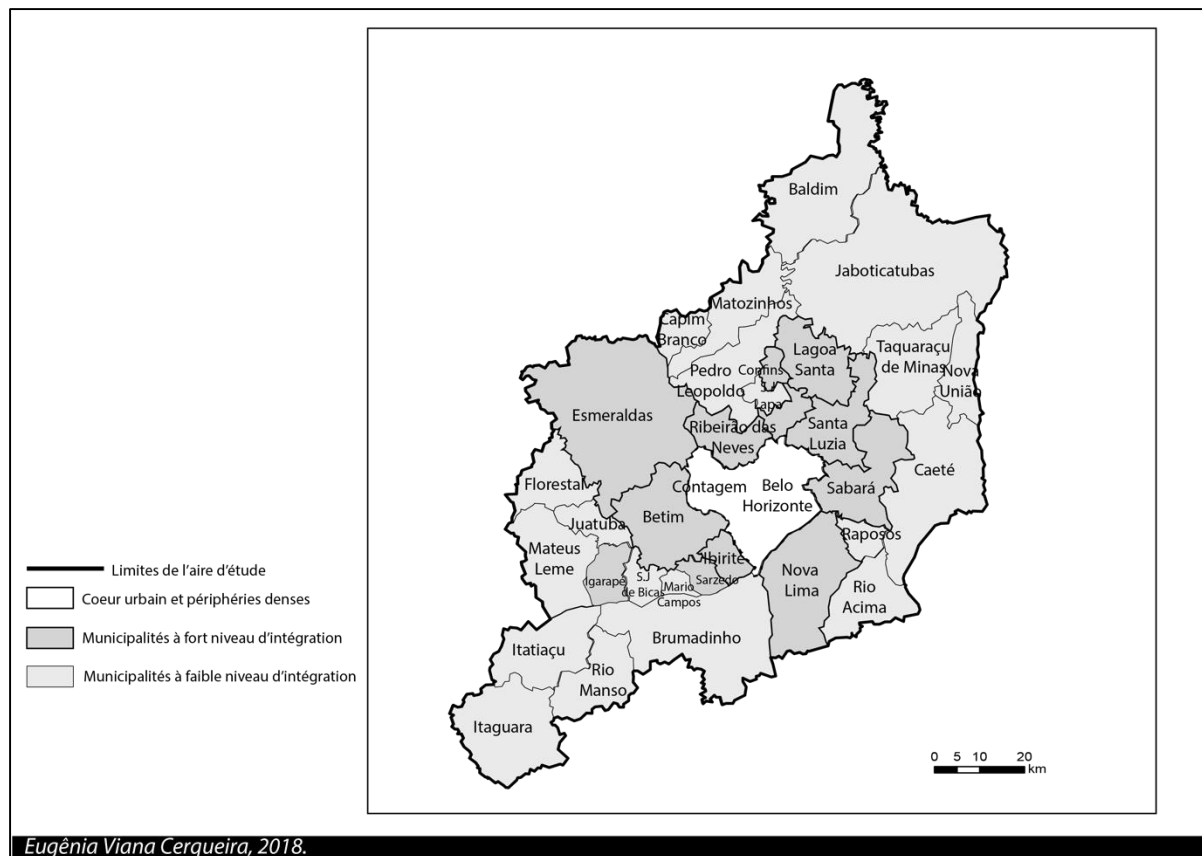 Baldim
Jaboticatubas
Matozinhos
Capim
Branco
Lagoa
Santa
Taquaraçu
de Minas
Nova
União
Pedro
Leopoldo
Confins
S.J
Lapa
Esmeraldas
Ribeirão das
Neves
Santa
Luzia
Caeté
Florestal
Contagem
Belo
Horizonte
Sabará
Juatuba
Betim
Raposos
Mateus
Leme
Igarapé
S.J
de Bicas
Mario
Campos
Ibirité
Sarzedo
Nova
Lima
Rio
Acima
Brumadinho
Itatiaçu
Rio
Manso
Itaguara
Limites de l'aire d'étude
Coeur urbain et périphéries denses
Municipalités à fort niveau d'intégration
Municipalités à faible niveau d'intégration
0 5 10 20
km
Eugênia Viana Cerqueira, 2018.